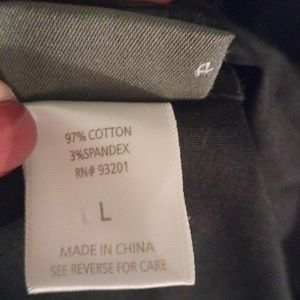 97% COTTON
3%SPANDEX
RN# 93201
L
MADE IN CHINA
SEE REVERSE FOR CARE